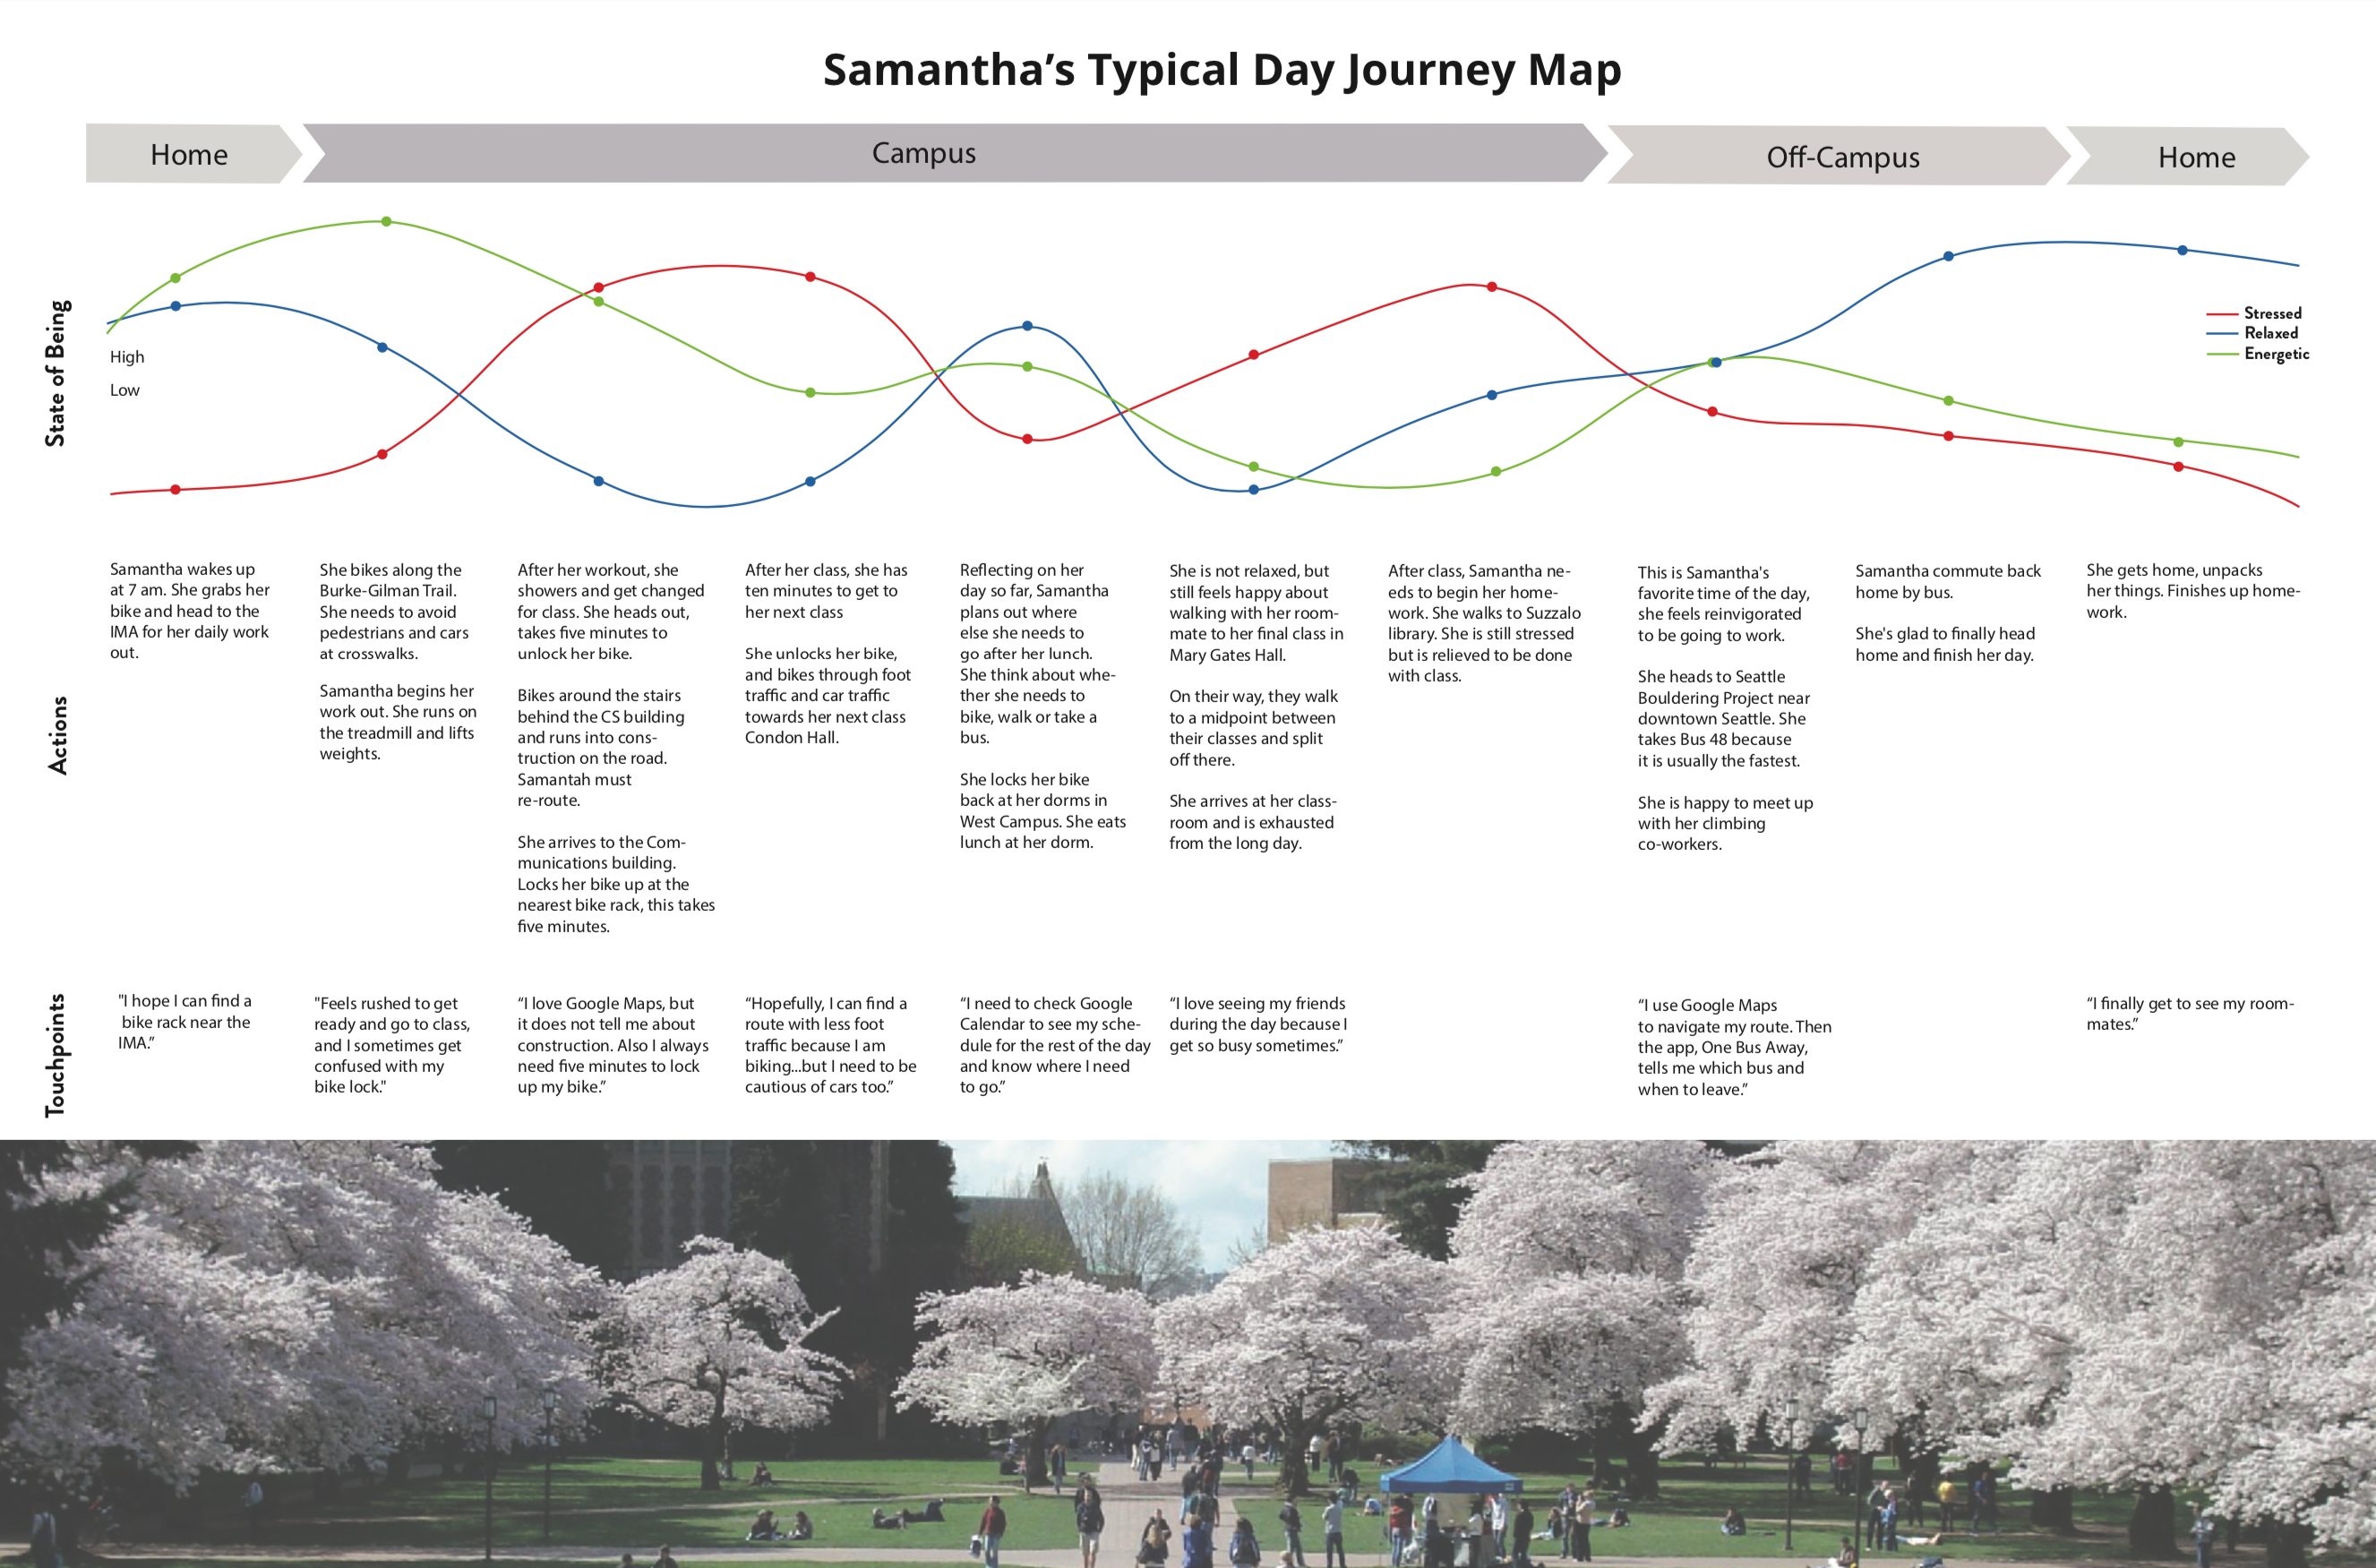 Samantha’s Typical Day Journey Map
Home
Campus
Off-Campus
Home
State of Being
High
Low
Stressed
Relaxed
Energetic
Actions
Samantha wakes up
at 7 am. She grabs her
bike and head to the
IMA for her daily work
out.
She bikes along the
Burke-Gilman Trail.
She needs to avoid
pedestrians and cars
at crosswalks.
Samantha begins her
work out. She runs on
the treadmill and lifts
weights.
After her workout, she
showers and get changed
for class. She heads out,
takes five minutes to
unlock her bike.
Bikes around the stairs
behind the CS building
and runs into cons-
truction on the road.
Samantah must
re-route.
She arrives to the Com-
munications building.
Locks her bike up at the
nearest bike rack, this takes
five minutes.
After her class, she has
ten minutes to get to
her next class
She unlocks her bike,
and bikes through foot
traffic and car traffic
towards her next class
Condon Hall.
Reflecting on her
day so far, Samantha
plans out where
else she needs to
go after her lunch.
She think about whe-
ther she needs to
bike, walk or take a
bus.
She locks her bike
back at her dorms in
West Campus. She eats
lunch at her dorm.
She is not relaxed, but
still feels happy about
walking with her room-
mate to her final class in
Mary Gates Hall.
On their way, they walk
to a midpoint between
their classes and split
off there.
She arrives at her class-
room and is exhausted
from the long day.
After class, Samantha ne-
eds to begin her home-
work. She walks to Suzzalo
library. She is still stressed
but is relieved to be done
with class.
This is Samantha's
favorite time of the day,
she feels reinvigorated
to be going to work.
She heads to Seattle
Bouldering Project near
downtown Seattle. She
takes Bus 48 because
it is usually the fastest.
She is happy to meet up
with her climbing
co-workers.
Samantha commute back
home by bus.
She's glad to finally head
home and finish her day.
She gets home, unpacks
her things. Finishes up home-
work.
Touchpoints
"I hope I can find a
bike rack near the
IMA.”
"Feels rushed to get
ready and go to class,
and I sometimes get
confused with my
bike lock."
“I love Google Maps, but
it does not tell me about
construction. Also I always
need five minutes to lock
up my bike.”
“Hopefully, I can find a
route with less foot
traffic because I am
biking...but I need to be
cautious of cars too.”
“I need to check Google
Calendar to see my sche-
dule for the rest of the day
and know where I need
to go.”
“I love seeing my friends
during the day because I
get so busy sometimes.”
“I use Google Maps
to navigate my route. Then
the app, One Bus Away,
tells me which bus and
when to leave.”
“I finally get to see my room-
mates.”